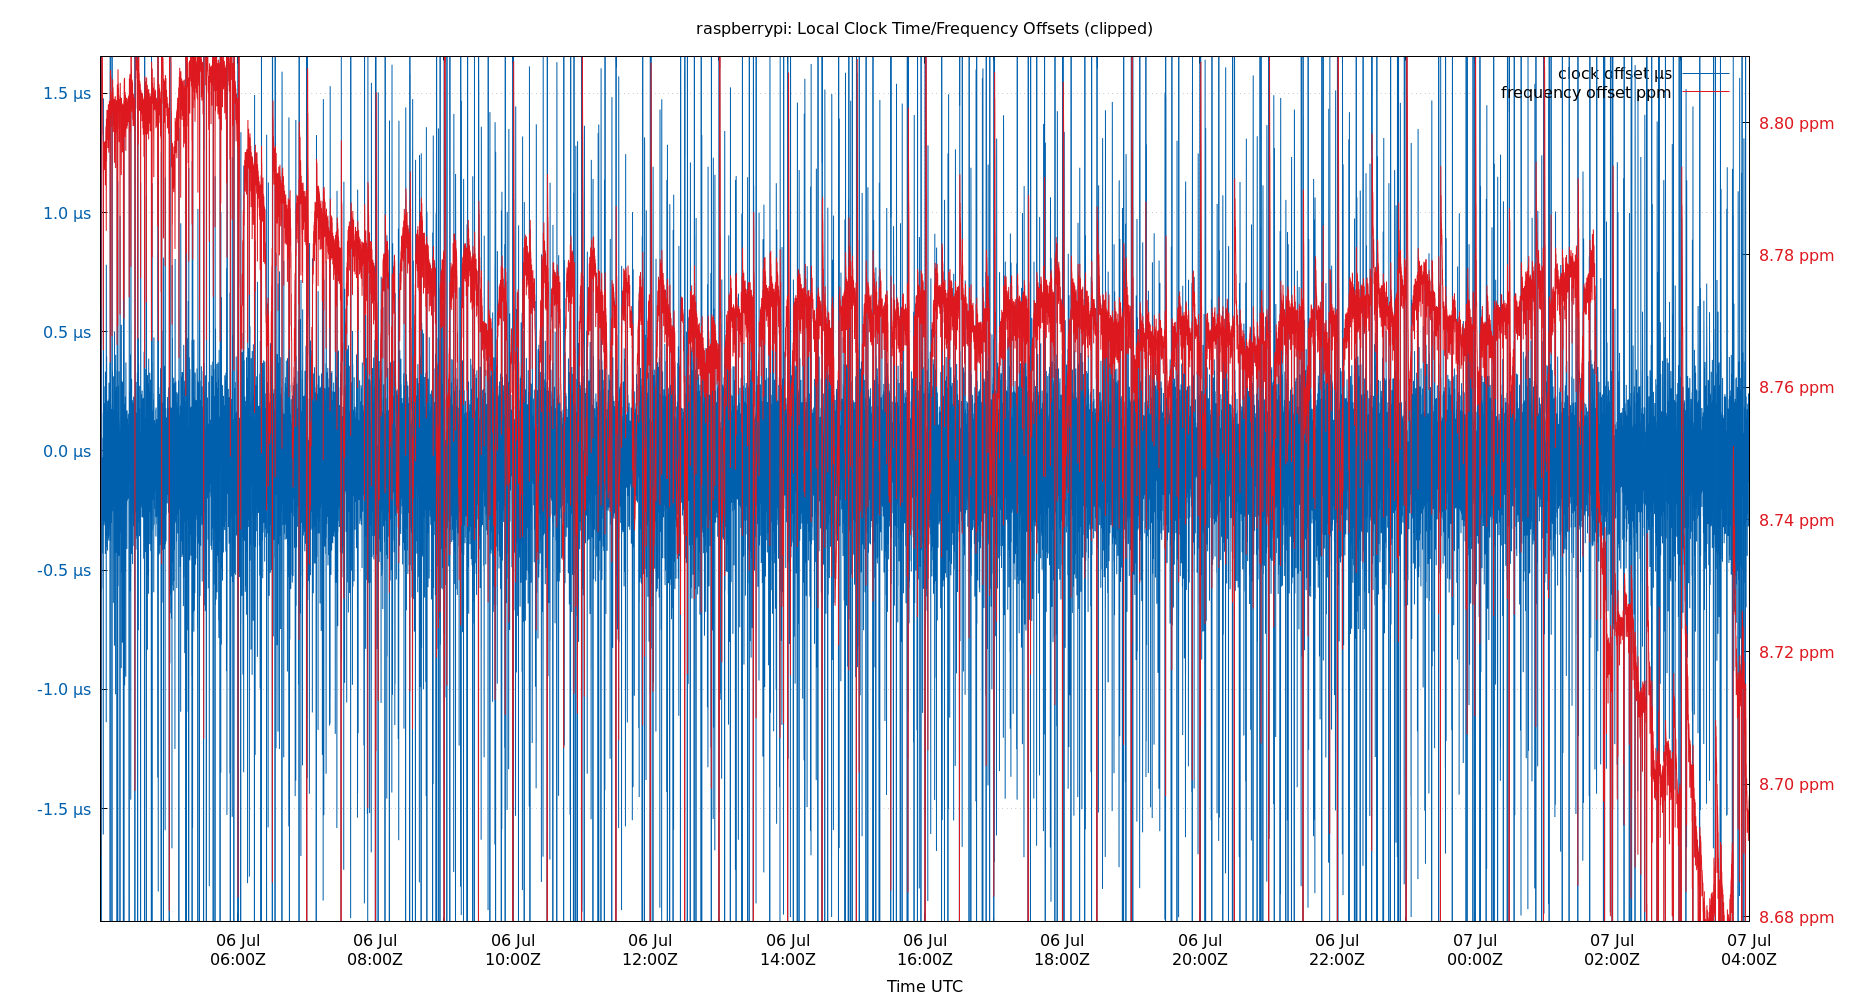 raspberrypi: Local Clock Time/Frequency Offsets (clipped)
clock offset µs
frequency offset ppm
1.5 µs
1.0 µs
0.5 µs
0.0 µs
-0.5 µs
-1.0 µs
-1.5 µs
8.80 ppm
8.78 ppm
8.76 ppm
8.74 ppm
8.72 ppm
8.70 ppm
8.68 ppm
06 Jul 06 Jul 06 Jul 06 Jul 06 Jul 06 Jul 06 Jul 06 Jul 06 Jul 07 Jul 07 Jul 07 Jul
06:00Z 08:00Z 10:00Z 12:00Z 14:00Z 16:00Z 18:00Z 20:00Z 22:00Z 00:00Z 02:00Z 04:00Z
Time UTC